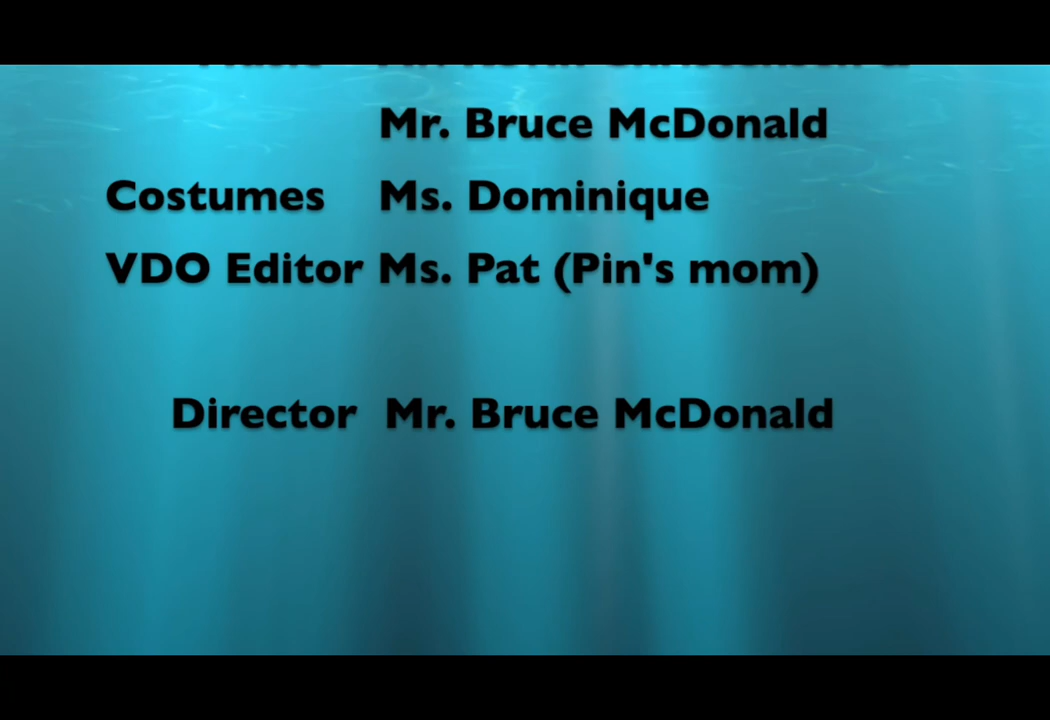 Mr. Bruce McDonald
Costumes Ms. Dominique
VDO Editor Ms. Pat (Pin's mom)
Director Mr. Bruce McDonald